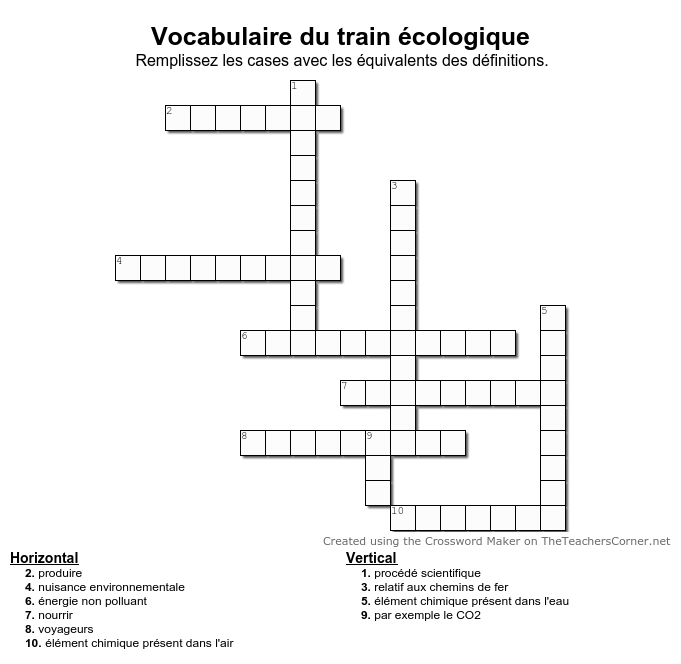 Vocabulaire du train écologique
Remplissez les cases avec les équivalents des définitions.
1
2
3
4
5
6
7
8
9
10
Created using the Crossword Maker on TheTeachersCorner.net
Horizontal
2. produire
4. nuisance environnementale
6. énergie non polluant
7. nourrir
8. voyageurs
10. élément chimique présent dans l'air
Vertical
1. procédé scientifique
3. relatif aux chemins de fer
5. élément chimique présent dans l'eau
9. par exemple le CO2